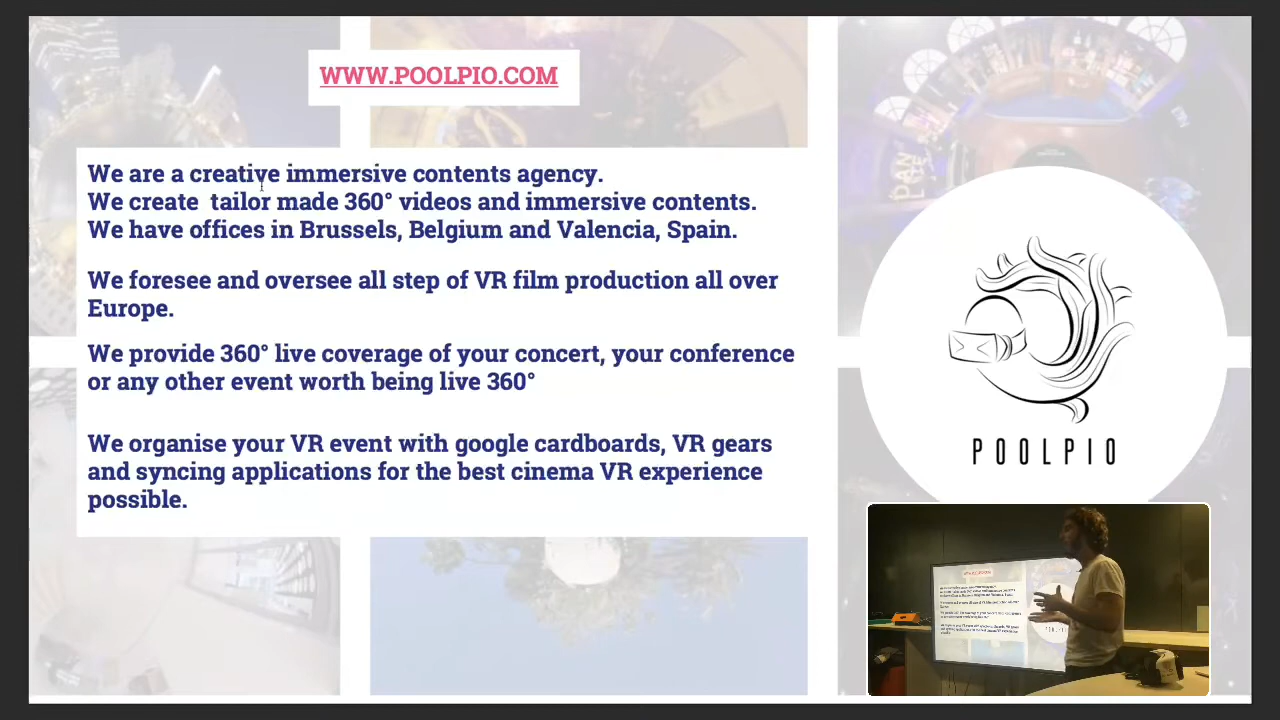 WWW.POOLPIO.COM
We are a creative immersive contents agency.
We create tailor made 360° videos and immersive contents.
We have offices in Brussels, Belgium and Valencia, Spain.
We foresee and oversee all step of VR film production all over
Europe.
We provide 360° live coverage of your concert, your conference
or any other event worth being live 360°
We organise your VR event with google cardboards, VR gears
and syncing applications for the best cinema VR experience
possible.
POOLPIO